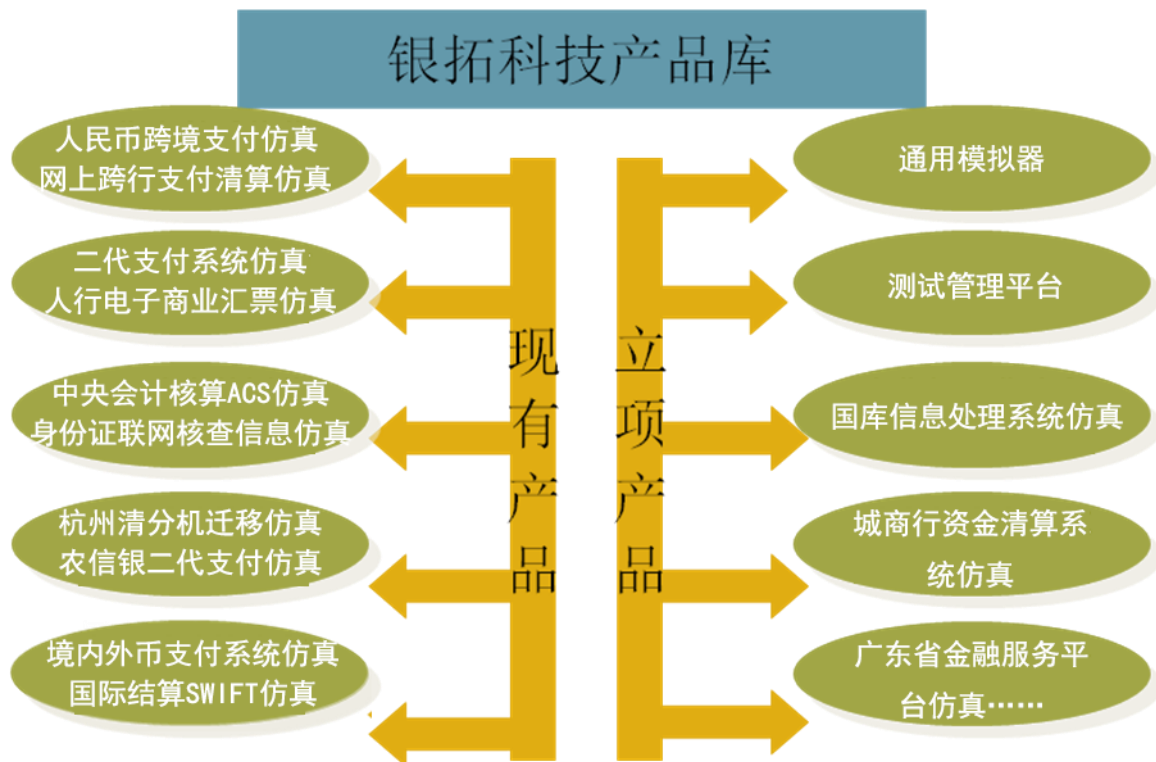 银拓科技产品库
人民币跨境支付仿真
网上跨行支付清算仿真
二代支付系统仿真
人行电子商业汇票仿真
中央会计核算ACS仿真
身份证联网核查信息仿真
杭州清分机迁移仿真
农信银二代支付仿真
境内外币支付系统仿真
国际结算SWIFT仿真
现有产品
立项产品
通用模拟器
测试管理平台
国库信息处理系统仿真
城商行资金清算系
统仿真
广东省金融服务平
台仿真……